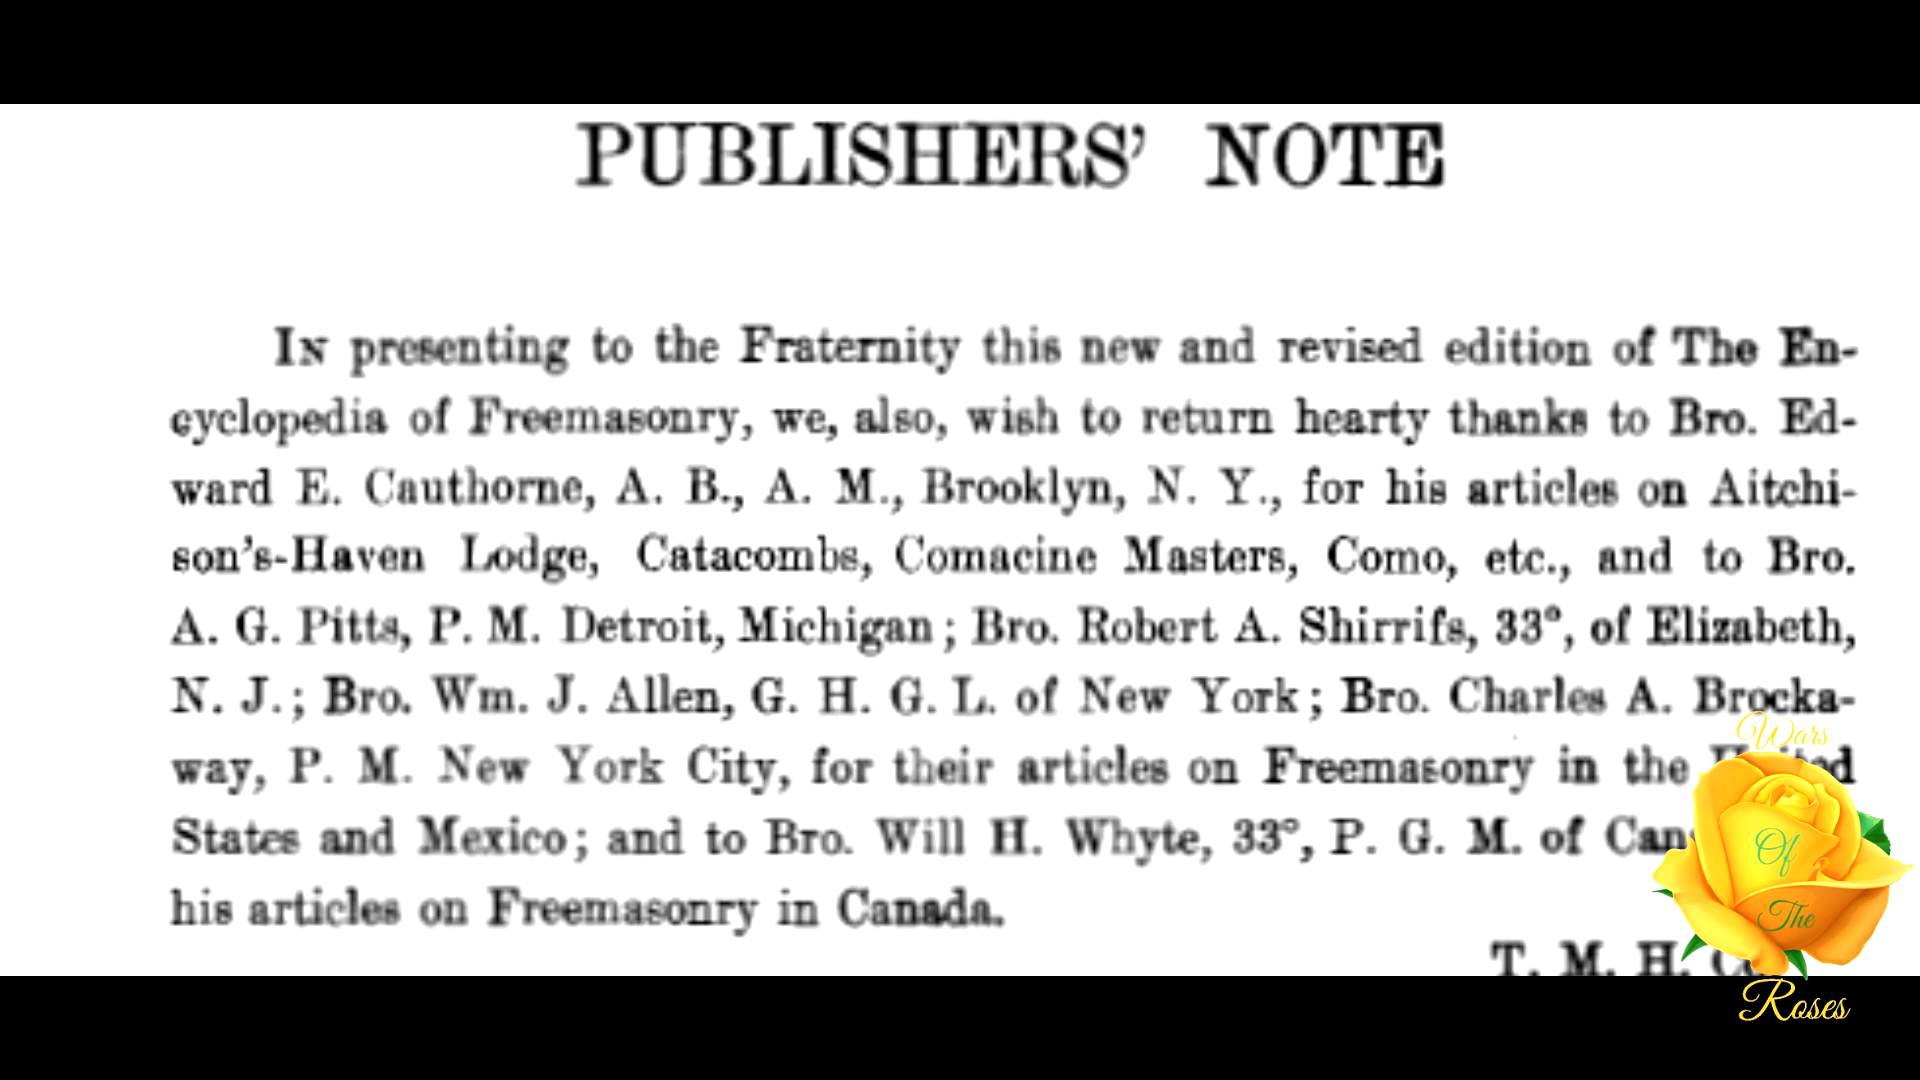 PUBLISHERS' NOTE
In presenting to the Fraternity this new and revised edition of The En-
cyclopedia of Freemasonry, we, also, wish to return hearty thanks to Bro. Ed-
ward E. Cauthorne, A. B., A. M., Brooklyn, N. Y., for his articles on Aitchi-
son's-Haven Lodge, Catacombs, Comacine Masters, Como, etc., and to Bro.
A. G. Pitts, P. M. Detroit, Michigan; Bro. Robert A. Shirrifs, 33°, of Elizabeth,
N. J.; Bro. Wm. J. Allen, G. H. G. L. of New York; Bro. Charles A. Brocka-
way, P. M. New York City, for their articles on Freemasonry in the
States and Mexico; and to Bro. Will H. Whyte, 33°, P. G. M. of
his articles on Freemasonry in Canada.
T. M. H.
Wars
Of
The
Roses